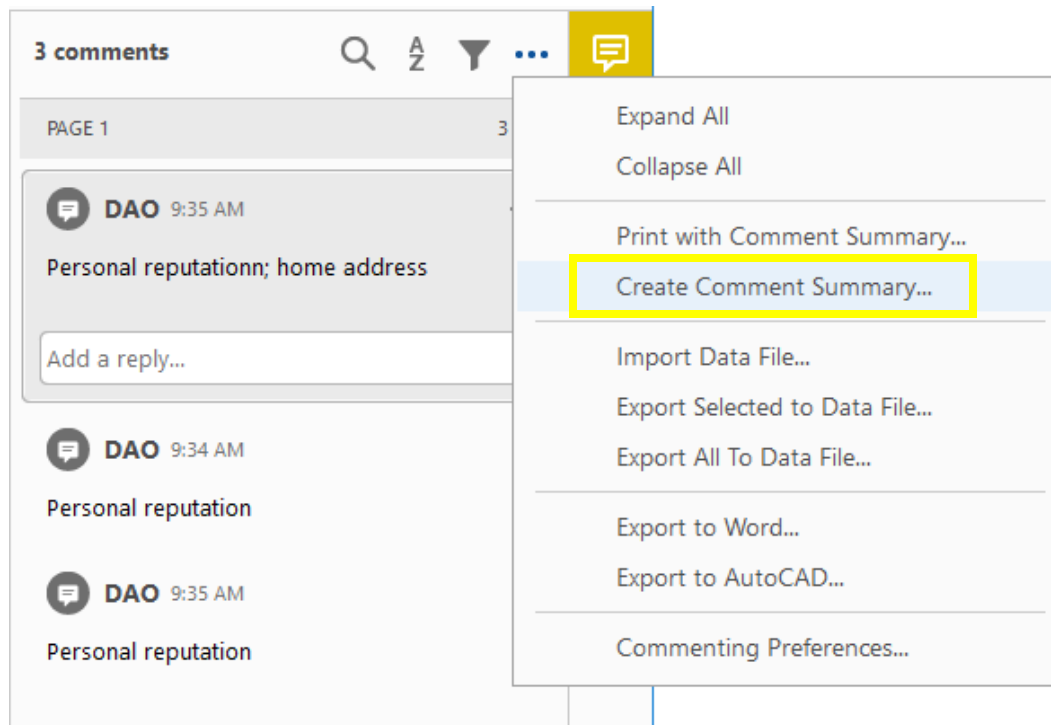 3 comments
A
Z
PAGE 1
3
DAO 9:35 AM
Personal reputationn; home address
Add a reply...
DAO 9:34 AM
Personal reputation
DAO 9:35 AM
Personal reputation
Expand All
Collapse All
Print with Comment Summary...
Create Comment Summary...
Import Data File...
Export Selected to Data File...
Export All To Data File...
Export to Word...
Export to AutoCAD...
Commenting Preferences...